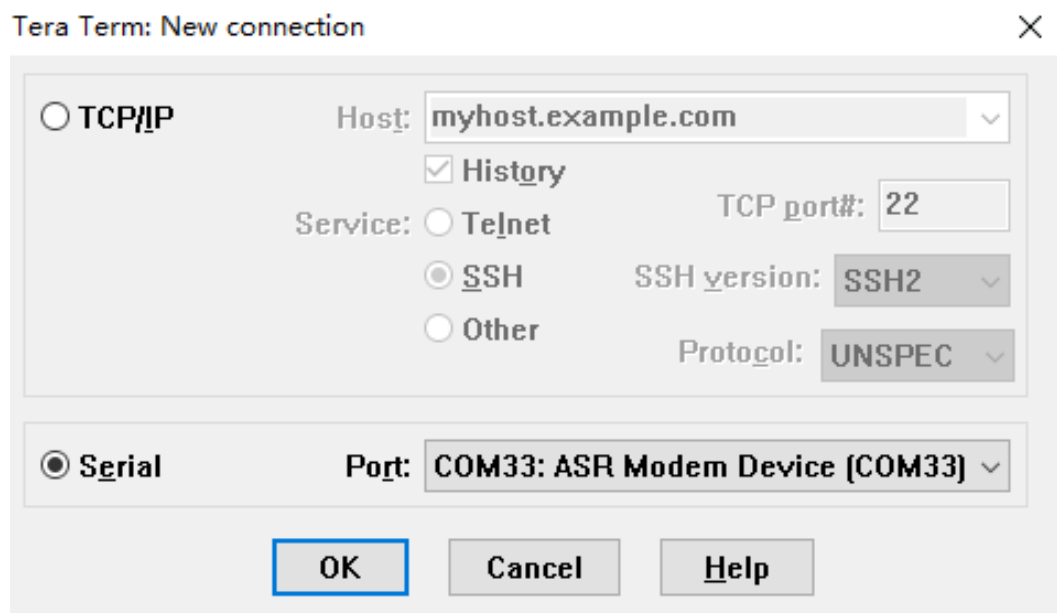 Tera Term: New connection
TCP/IP
Host: myhost.example.com
History
Service: Telnet
TCP port#: 22
SSH
SSH version: SSH2
Other
Protocol: UNSPEC
Serial
Port: COM33: ASR Modem Device (COM33)
OK
Cancel
Help